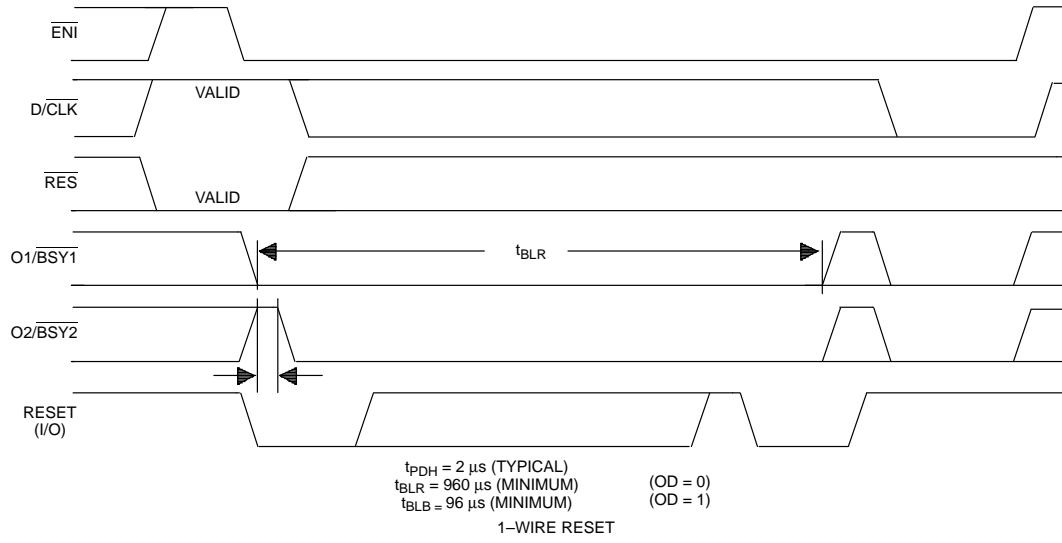 ENI
D/CLK
VALID
RES
VALID
O1/BSY1
tBLR
O2/BSY2
RESET
(I/O)
tPDH = 2 µs (TYPICAL)
tBLR = 960 µs (MINIMUM) (OD = 0)
tBLB = 96 µs (MINIMUM) (OD = 1)
1–WIRE RESET